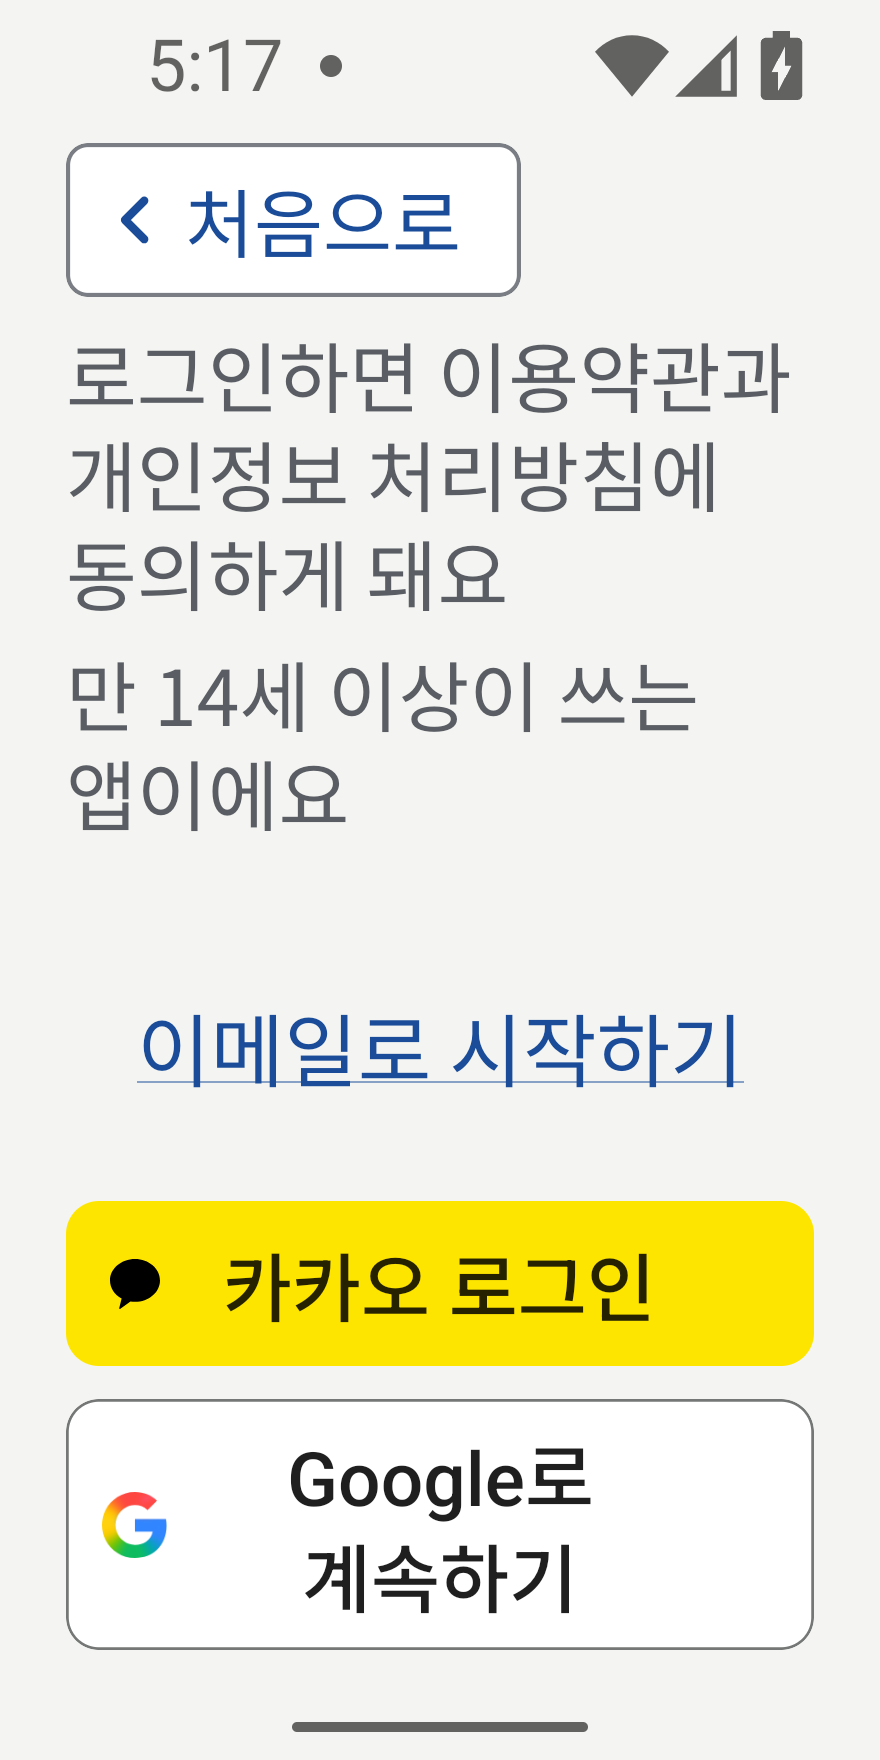 5:17
처음으로
로그인하면 이용약관과
개인정보 처리방침에
동의하게 돼요
만 14세 이상이 쓰는
앱이에요
이메일로 시작하기
카카오 로그인
Google로
계속하기